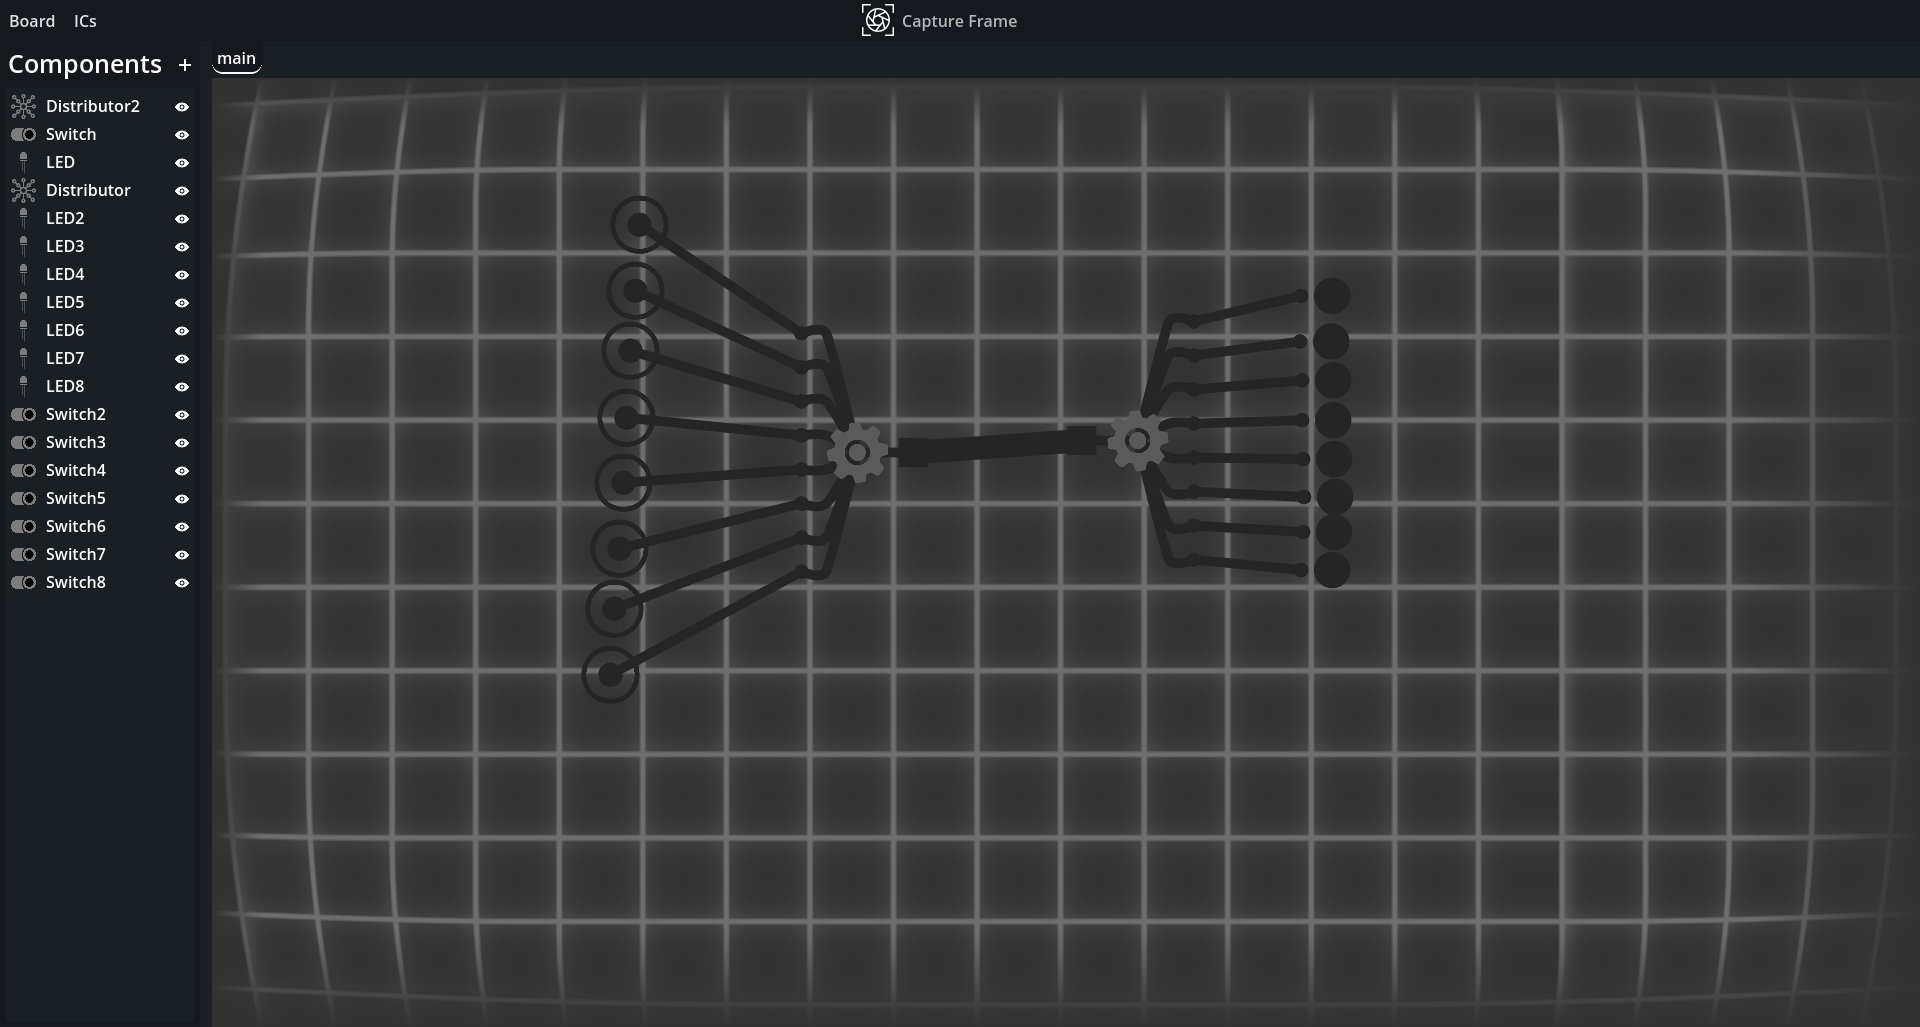 Board ICs
Capture Frame
Components +
main
Distributor2
Switch
LED
Distributor
LED2
LED3
LED4
LED5
LED6
LED7
LED8
Switch2
Switch3
Switch4
Switch5
Switch6
Switch7
Switch8